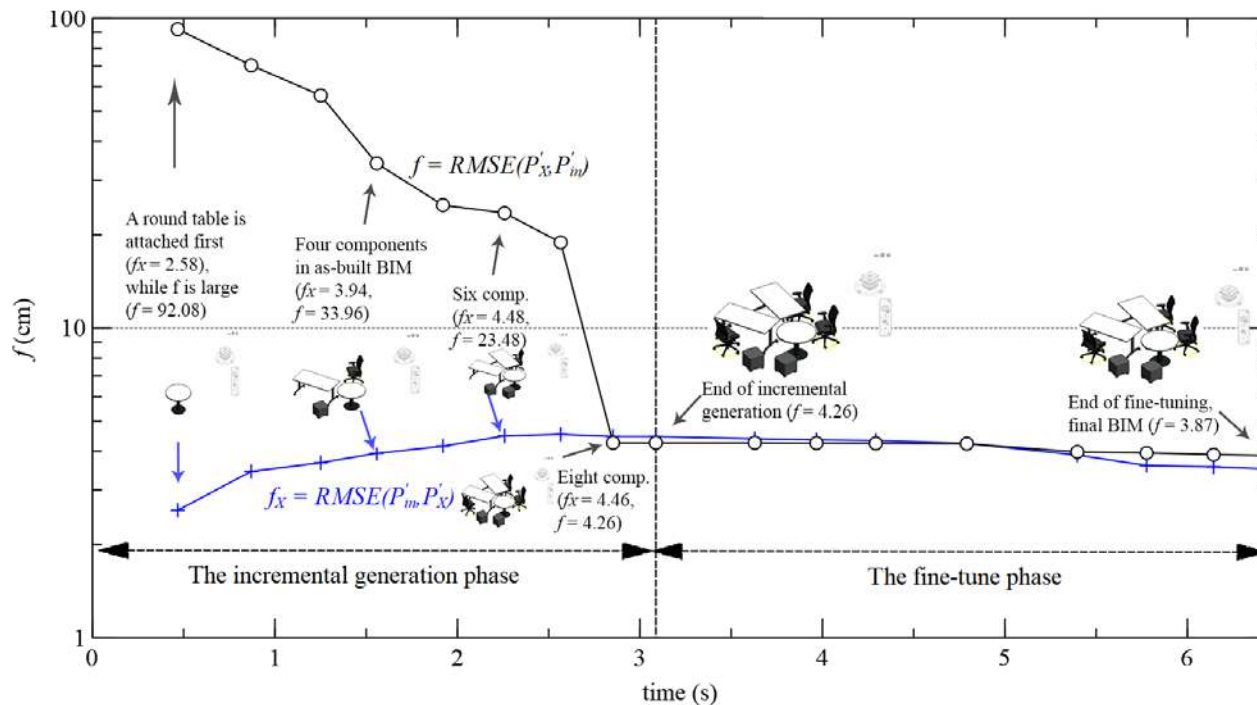 100
10
1
f (cm)
f = RMSE(P'X,P'm)
A round table is
attached first
(fx = 2.58),
while f is large
(f = 92.08)
Four components
in as-built BIM
(fx = 3.94,
f = 33.96)
Six comp.
(fx = 4.48,
f = 23.48)
fX = RMSE(P'm,P'X)
Eight comp.
(fx = 4.46,
f = 4.26)
End of incremental
generation (f = 4.26)
End of fine-tuning,
final BIM (f = 3.87)
The incremental generation phase
The fine-tune phase
0 1 2 3 4 5 6
time (s)